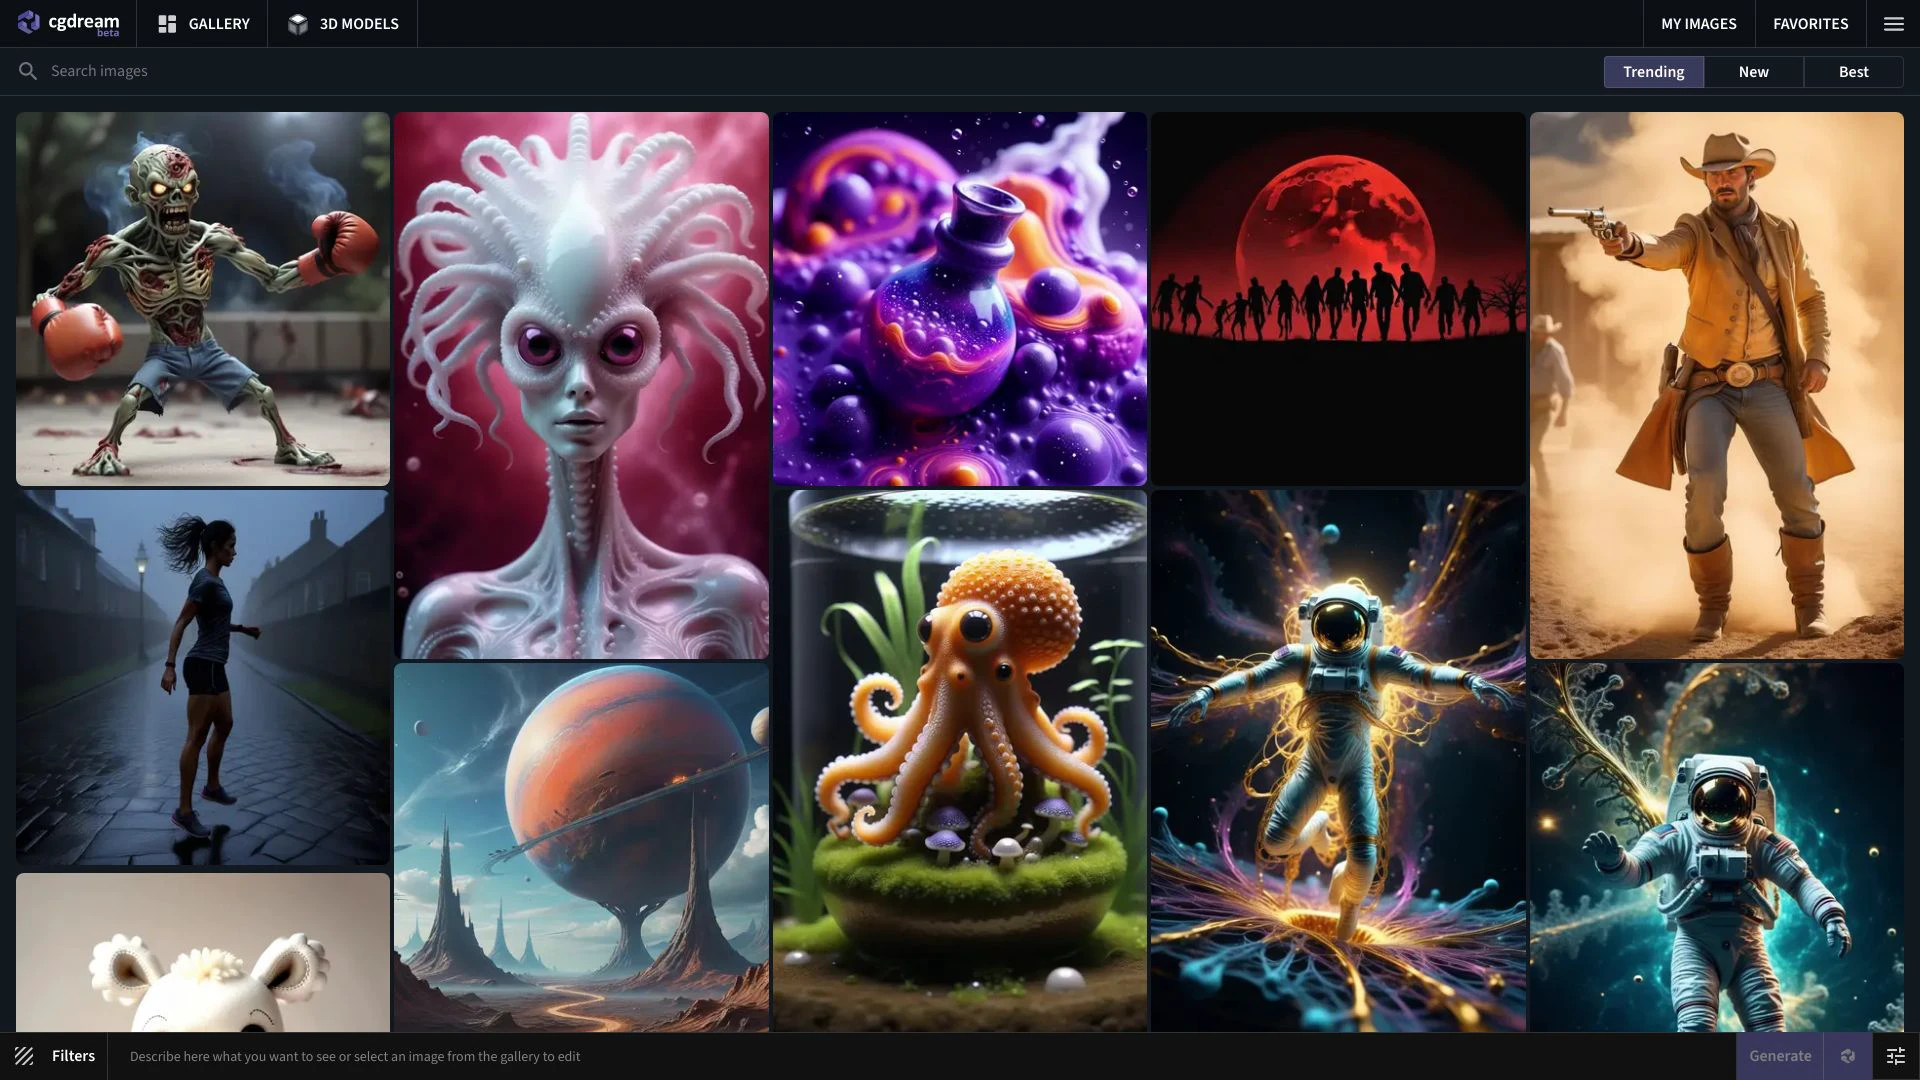 cgdream
beta
GALLERY
3D MODELS
MY IMAGES
FAVORITES
Search images
Trending
New
Best
Filters
Describe here what you want to see or select an image from the gallery to edit
Generate